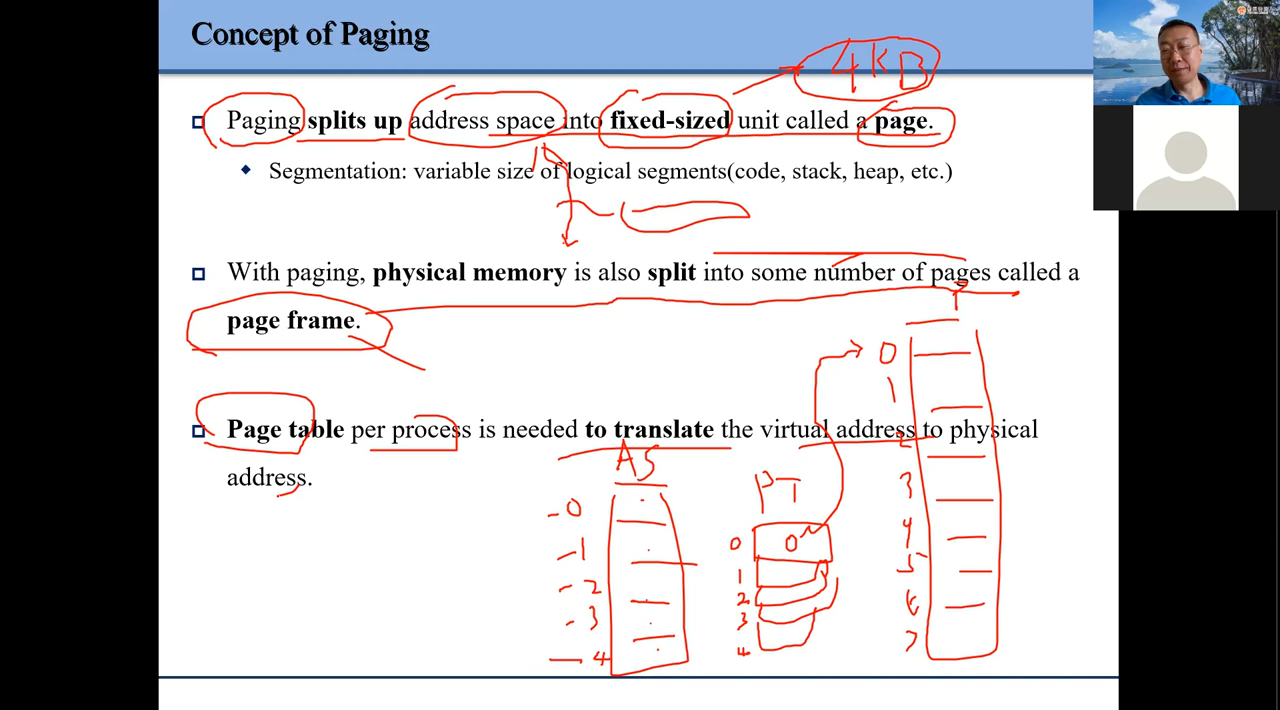 Concept of Paging
4KB
Paging splits up address space into fixed-sized unit called a page.
Segmentation: variable size of logical segments(code, stack, heap, etc.)
With paging, physical memory is also split into some number of pages called a
page frame.
Page table per process is needed to translate the virtual address to physical
address.
AS
-0
-1
-2
-3
-4
PT
0 0
1
2
3
4
0
1
2
3
4
5
6
7